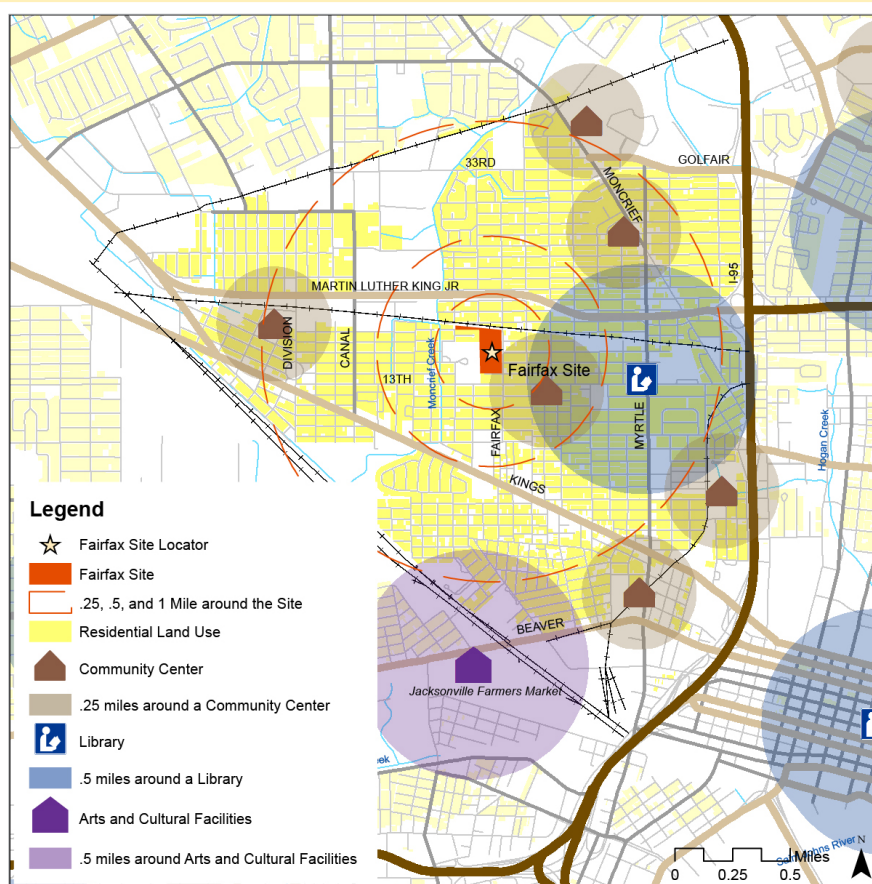 33RD
GOLFAIR
MONCRIEF
I-95
MARTIN LUTHER KING JR
DIVISION
CANAL
13TH
Moncrief Creek
Fairfax Site
FAIRFAX
MYRTLE
Hogan Creek
KINGS
BEAVER
Jacksonville Farmers Market
Legend
Fairfax Site Locator
Fairfax Site
.25, .5, and 1 Mile around the Site
Residential Land Use
Community Center
.25 miles around a Community Center
Library
.5 miles around a Library
Arts and Cultural Facilities
.5 miles around Arts and Cultural Facilities
eek
Miles
River
N
0 0.25 0.5